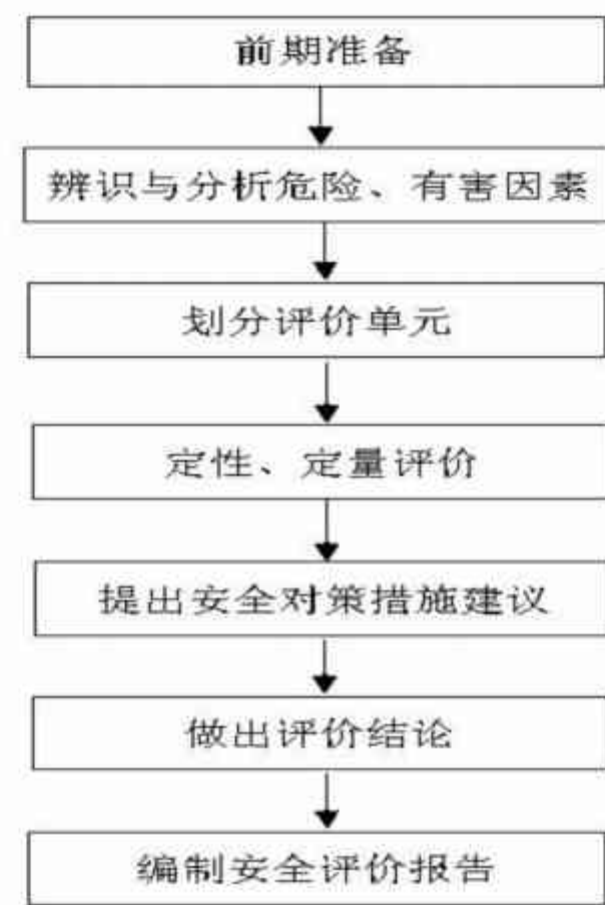 前期准备
辨识与分析危险、有害因素
划分评价单元
定性、定量评价
提出安全对策措施建议
做出评价结论
编制安全评价报告